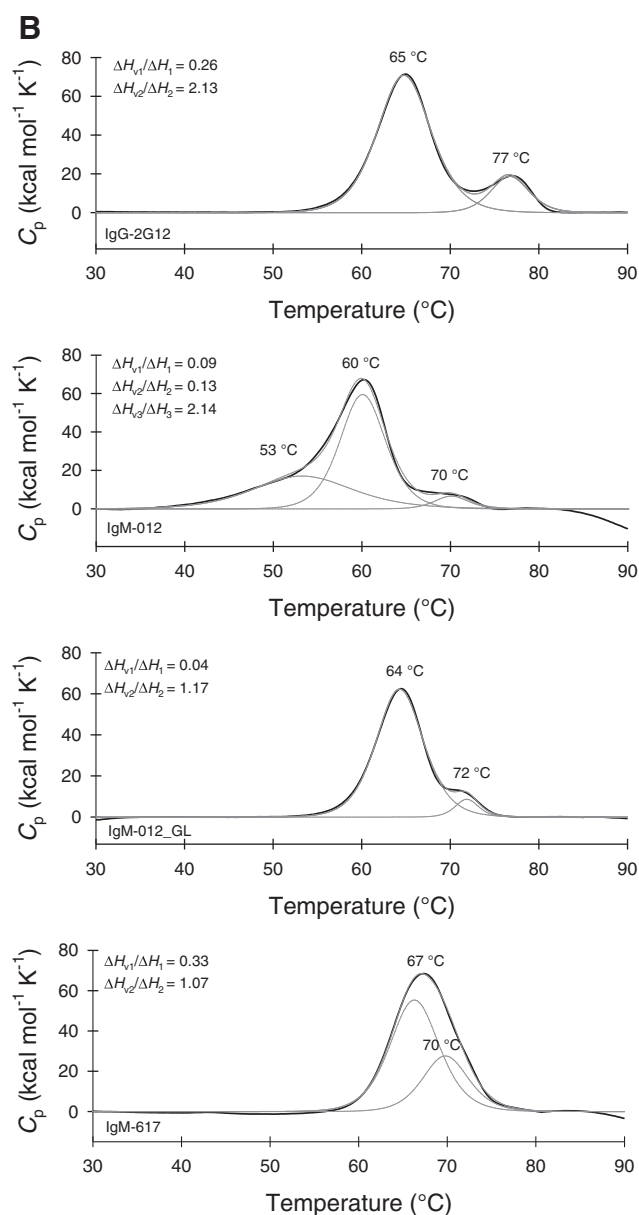 B
ΔHv1/ΔH1 = 0.26
ΔHv2/ΔH2 = 2.13
65 °C
77 °C
80
60
40
20
0
Cp (kcal mol-1 K-1)
IgG-2G12
30 40 50 60 70 80 90
Temperature (°C)
ΔHv1/ΔH1 = 0.09
ΔHv2/ΔH2 = 0.13
ΔHv3/ΔH3 = 2.14
60 °C
53 °C
70 °C
80
60
40
20
0
Cp (kcal mol-1 K-1)
IgM-012
30 40 50 60 70 80 90
Temperature (°C)
ΔHv1/ΔH1 = 0.04
ΔHv2/ΔH2 = 1.17
64 °C
72 °C
80
60
40
20
0
Cp (kcal mol-1 K-1)
IgM-012_GL
30 40 50 60 70 80 90
Temperature (°C)
ΔHv1/ΔH1 = 0.33
ΔHv2/ΔH2 = 1.07
67 °C
70 °C
80
60
40
20
0
Cp (kcal mol-1 K-1)
IgM-617
30 40 50 60 70 80 90
Temperature (°C)